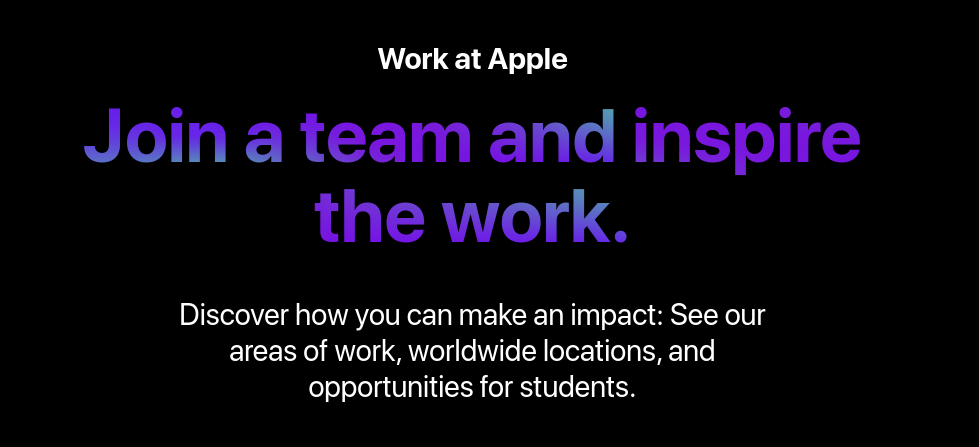 Work at Apple
Join a team and inspire
the work.
Discover how you can make an impact: See our
areas of work, worldwide locations, and
opportunities for students.